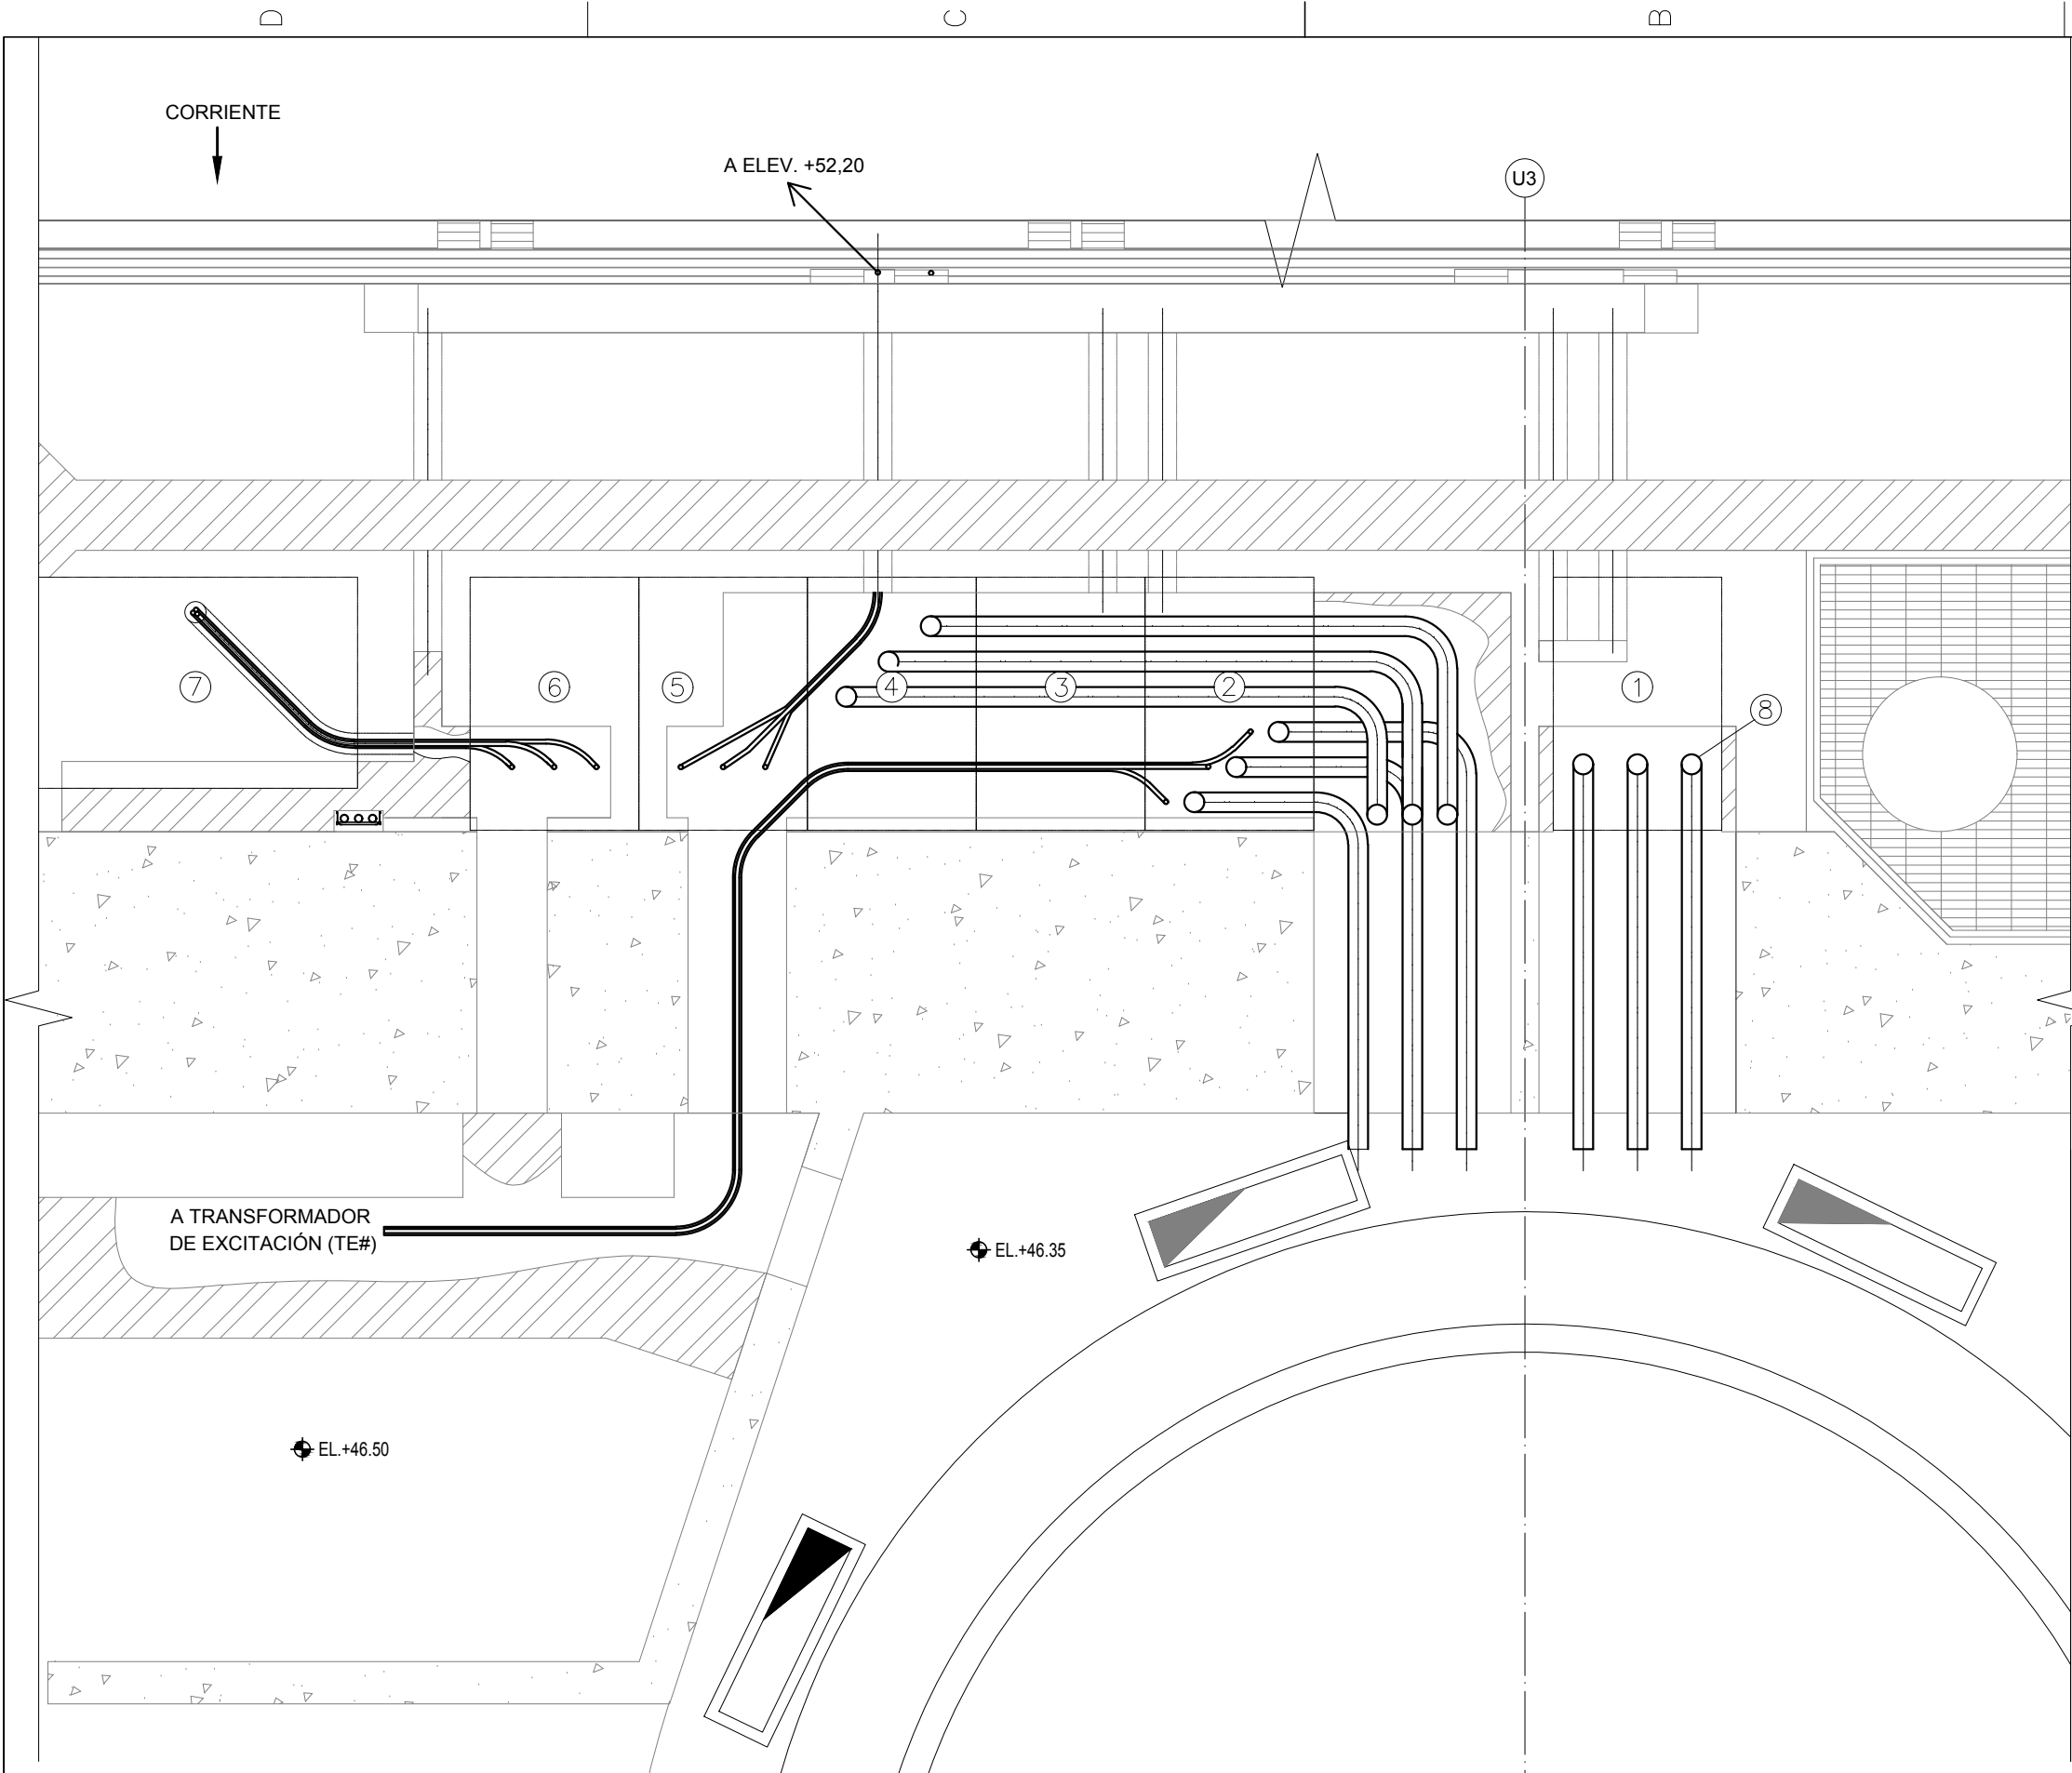 D
C
B
CORRIENTE
A ELEV. +52,20
U3
7
6
5
4
3
2
1
8
A TRANSFORMADOR
DE EXCITACIÓN (TE#)
EL.+46.35
EL.+46.50